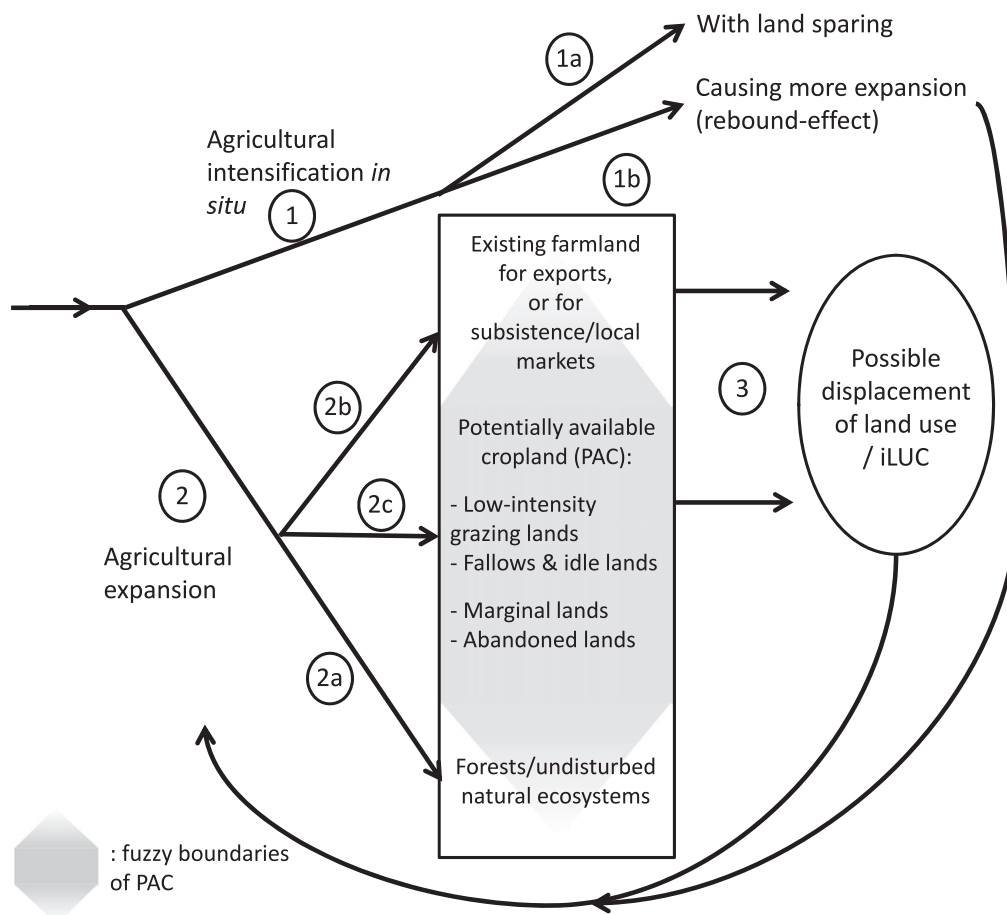 With land sparing
1a
Causing more expansion
(rebound-effect)
Agricultural
intensification in
situ
1
1b
Existing farmland
for exports,
or for
subsistence/local
markets
2b
3
Possible
displacement
of land use
/ iLUC
Potentially available
cropland (PAC):
2
2c
- Low-intensity
grazing lands
- Fallows & idle lands
Agricultural
expansion
- Marginal lands
- Abandoned lands
2a
Forests/undisturbed
natural ecosystems
: fuzzy boundaries
of PAC